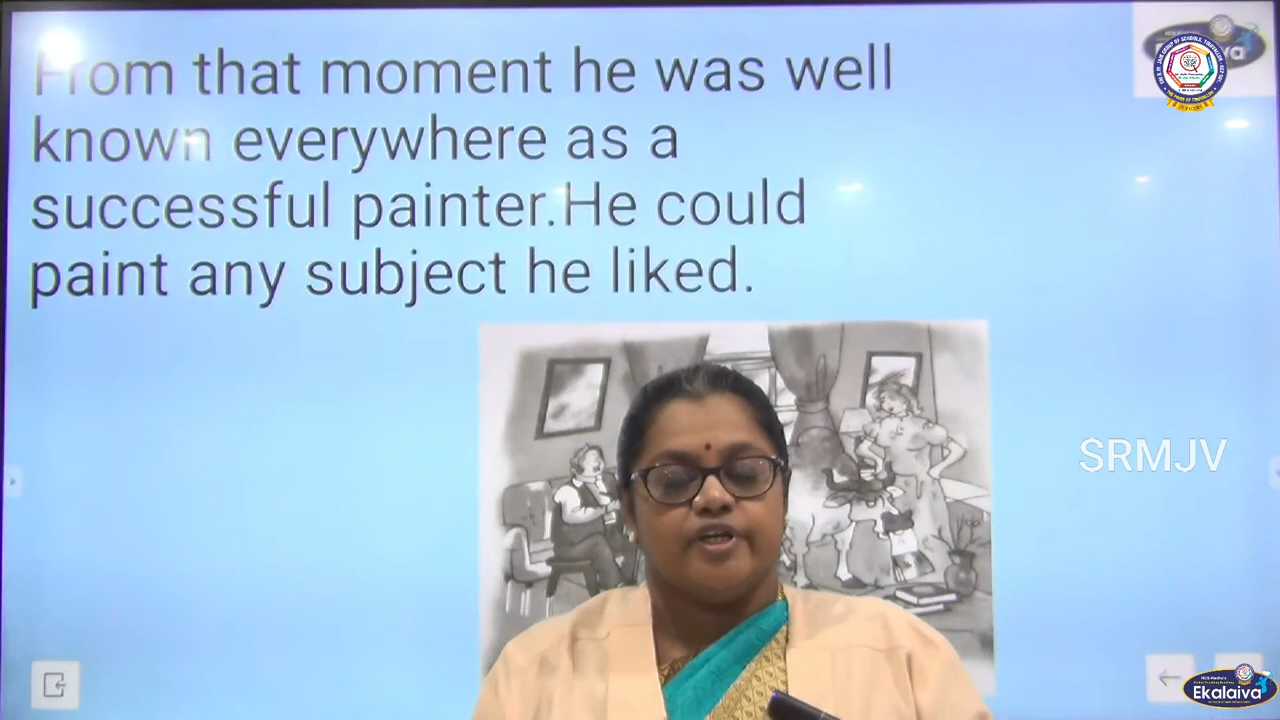 From that moment he was well
known everywhere as a
successful painter.He could
paint any subject he liked.
SRMJV
Ekalaiva